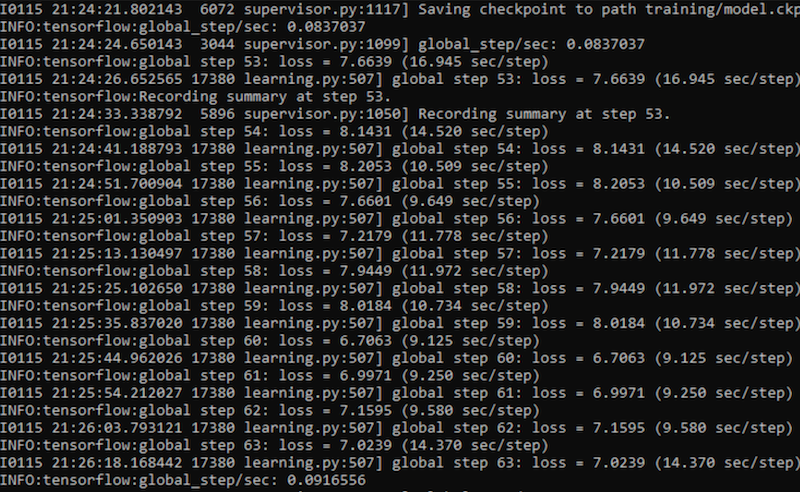 I0115 21:24:21.802143  6072 supervisor.py:1117] Saving checkpoint to path training/model.ckp
INFO:tensorflow:global_step/sec: 0.0837037
I0115 21:24:24.650143  3044 supervisor.py:1099] global_step/sec: 0.0837037
INFO:tensorflow:global step 53: loss = 7.6639 (16.945 sec/step)
I0115 21:24:26.652565 17380 learning.py:507] global step 53: loss = 7.6639 (16.945 sec/step)
INFO:tensorflow:Recording summary at step 53.
I0115 21:24:33.338792  5896 supervisor.py:1050] Recording summary at step 53.
INFO:tensorflow:global step 54: loss = 8.1431 (14.520 sec/step)
I0115 21:24:41.188793 17380 learning.py:507] global step 54: loss = 8.1431 (14.520 sec/step)
INFO:tensorflow:global step 55: loss = 8.2053 (10.509 sec/step)
I0115 21:24:51.700904 17380 learning.py:507] global step 55: loss = 8.2053 (10.509 sec/step)
INFO:tensorflow:global step 56: loss = 7.6601 (9.649 sec/step)
I0115 21:25:01.350903 17380 learning.py:507] global step 56: loss = 7.6601 (9.649 sec/step)
INFO:tensorflow:global step 57: loss = 7.2179 (11.778 sec/step)
I0115 21:25:13.130497 17380 learning.py:507] global step 57: loss = 7.2179 (11.778 sec/step)
INFO:tensorflow:global step 58: loss = 7.9449 (11.972 sec/step)
I0115 21:25:25.102650 17380 learning.py:507] global step 58: loss = 7.9449 (11.972 sec/step)
INFO:tensorflow:global step 59: loss = 8.0184 (10.734 sec/step)
I0115 21:25:35.837020 17380 learning.py:507] global step 59: loss = 8.0184 (10.734 sec/step)
INFO:tensorflow:global step 60: loss = 6.7063 (9.125 sec/step)
I0115 21:25:44.962026 17380 learning.py:507] global step 60: loss = 6.7063 (9.125 sec/step)
INFO:tensorflow:global step 61: loss = 6.9971 (9.250 sec/step)
I0115 21:25:54.212027 17380 learning.py:507] global step 61: loss = 6.9971 (9.250 sec/step)
INFO:tensorflow:global step 62: loss = 7.1595 (9.580 sec/step)
I0115 21:26:03.793121 17380 learning.py:507] global step 62: loss = 7.1595 (9.580 sec/step)
INFO:tensorflow:global step 63: loss = 7.0239 (14.370 sec/step)
I0115 21:26:18.168442 17380 learning.py:507] global step 63: loss = 7.0239 (14.370 sec/step)
INFO:tensorflow:global_step/sec: 0.0916556